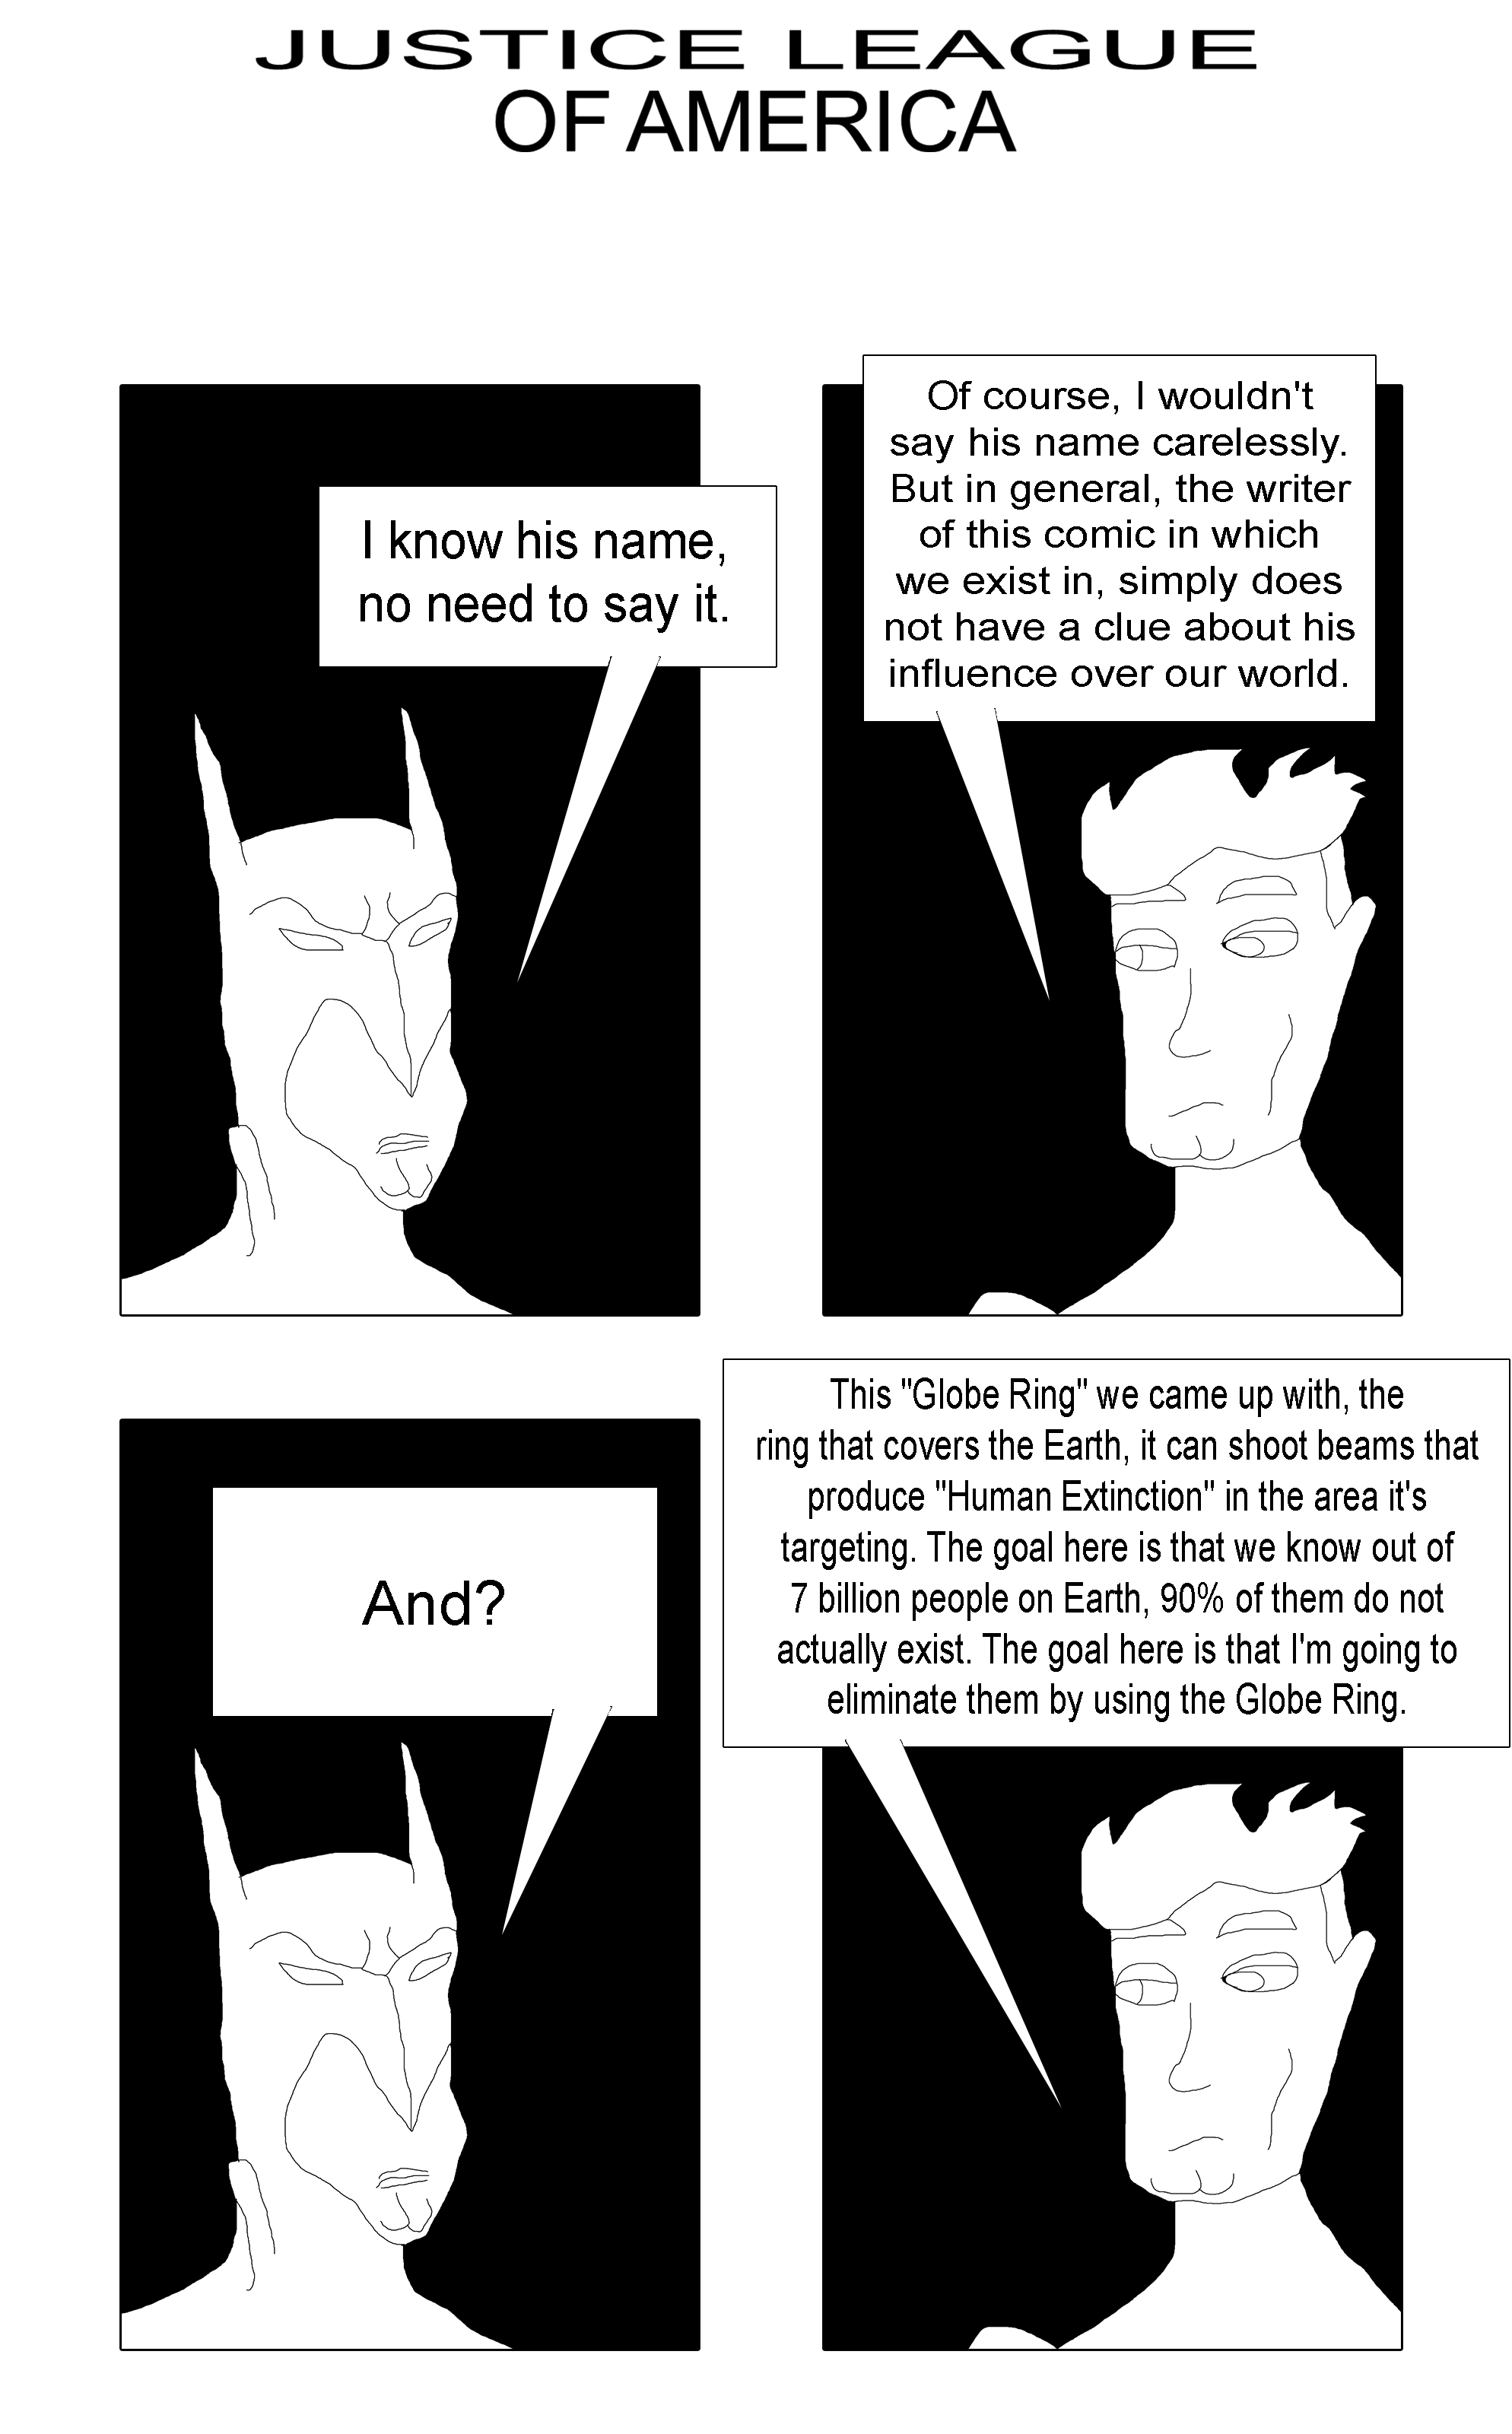 JUSTICE LEAGUE
OF AMERICA
I know his name,
no need to say it.
Of course, I wouldn't
say his name carelessly.
But in general, the writer
of this comic in which
we exist in, simply does
not have a clue about his
influence over our world.
And?
This "Globe Ring" we came up with, the
ring that covers the Earth, it can shoot beams that
produce "Human Extinction" in the area it's
targeting. The goal here is that we know out of
7 billion people on Earth, 90% of them do not
actually exist. The goal here is that I'm going to
eliminate them by using the Globe Ring.